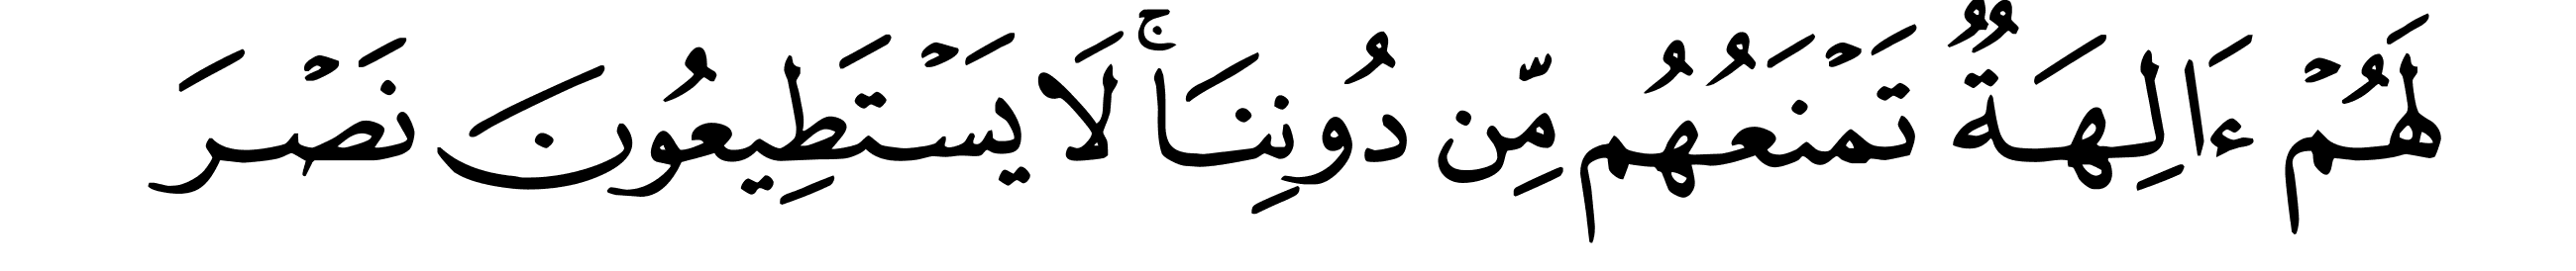 لَهُمْ ءَالِهَةٌ تَمْنَعُهُم مِّن دُونِنَا ۚ لَا يَسْتَطِيعُونَ نَصْرَ